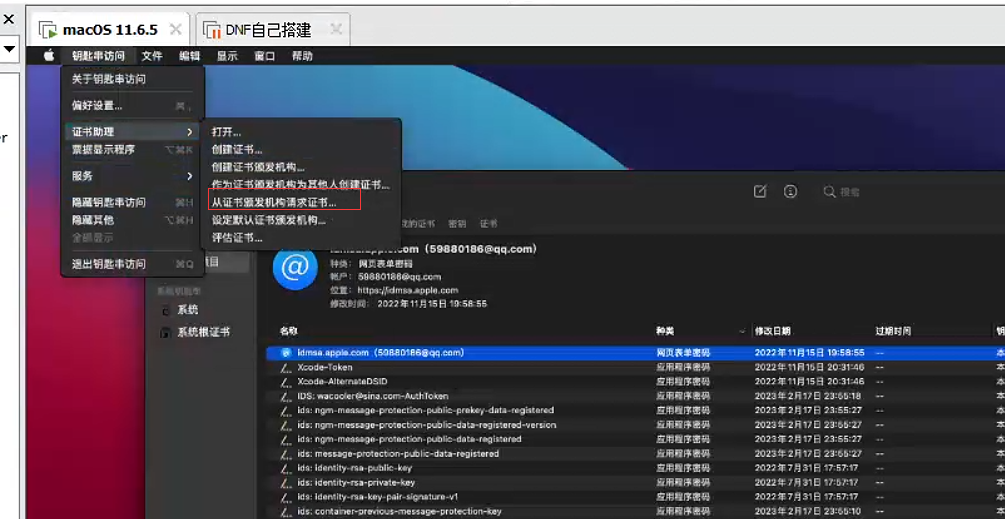 macOS 11.6.5
DNF自己搭建
er
钥匙串访问 文件 编辑 显示 窗口 帮助
关于钥匙串访问
偏好设置... ⌘ ,
证书助理
票据显示程序 ⌥⌘K
服务
隐藏钥匙串访问 ⌘H
隐藏其他 ⌥⌘H
全部显示
退出钥匙串访问 ⌘Q
打开...
创建证书...
创建证书颁发机构...
作为证书颁发机构为其他人创建证书...
从证书颁发机构请求证书...
设定默认证书颁发机构...
评估证书...
搜索
的证书 密钥 证书
项目
系统钥匙串
系统
系统根证书
idmsa.apple.com（59880186@qq.com）
种类： 网页表单密码
帐户： 59880186@qq.com
位置： https://idmsa.apple.com
修改时间： 2022年11月15日 19:58:55
名称 种类 修改日期 过期时间 钥
idmsa.apple.com（59880186@qq.com） 网页表单密码 2022年11月15日 19:58:55 -- 本
Xcode-Token 应用程序密码 2022年11月15日 20:31:46 -- 本
Xcode-AlternateDSID 应用程序密码 2022年11月15日 20:31:46 -- 本
IDS: wacooler@sina.com-AuthToken 应用程序密码 2023年2月17日 23:55:18 -- 本
ids: ngm-message-protection-public-prekey-data-registered 应用程序密码 2023年2月17日 23:55:27 -- 本
ids: ngm-message-protection-public-data-registered-version 应用程序密码 2023年2月17日 23:55:27 -- 本
ids: ngm-message-protection-public-data-registered 应用程序密码 2023年2月17日 23:55:27 -- 本
ids: message-protection-public-data-registered 应用程序密码 2023年2月17日 23:55:27 -- 本
ids: identity-rsa-public-key 应用程序密码 2022年7月31日 17:57:17 -- 本
ids: identity-rsa-private-key 应用程序密码 2022年7月31日 17:57:17 -- 本
ids: identity-rsa-key-pair-signature-v1 应用程序密码 2022年7月31日 17:57:17 -- 本
ids: container-previous-message-protection-key 应用程序密码 2023年2月17日 23:55:10 -- 本